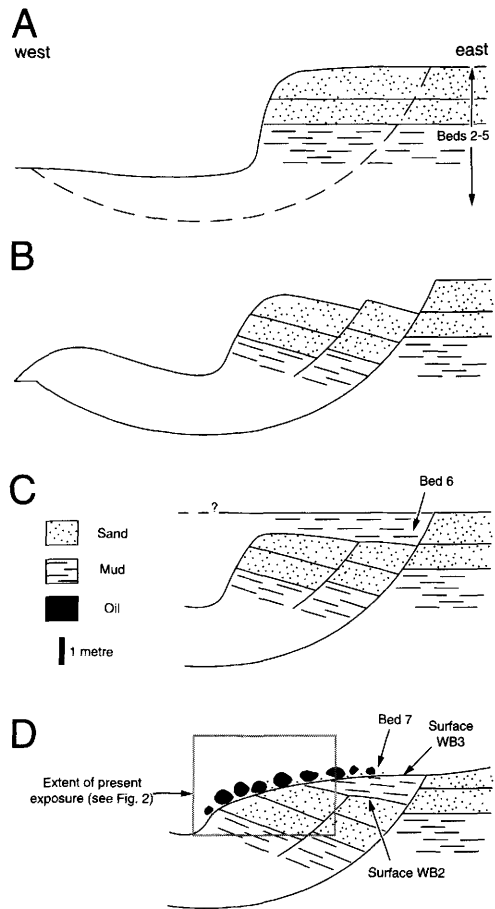 A
west
east
Beds 2-5
B
C
?
Bed 6
Sand
Mud
Oil
1 metre
D
Bed 7
Surface
WB3
Extent of present
exposure (see Fig. 2)
Surface WB2